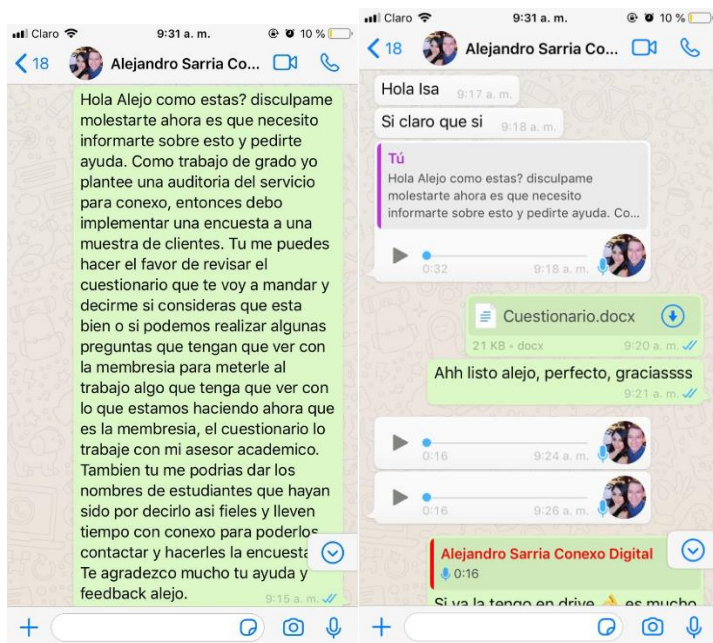 Claro
9:31 a. m.
10 %
18
Alejandro Sarria Co...
Hola Alejo como estas? disculpame
molestarte ahora es que necesito
informarte sobre esto y pedirte
ayuda. Como trabajo de grado yo
plantee una auditoria del servicio
para conexo, entonces debo
implementar una encuesta a una
muestra de clientes. Tu me puedes
hacer el favor de revisar el
cuestionario que te voy a mandar y
decirme si consideras que esta
bien o si podemos realizar algunas
preguntas que tengan que ver con
la membresia para meterle al
trabajo algo que tenga que ver con
lo que estamos haciendo ahora que
es la membresia, el cuestionario lo
trabaje con mi asesor academico.
Tambien tu me podrias dar los
nombres de estudiantes que hayan
sido por decirlo asi fieles y lleven
tiempo con conexo para poderlos
contactar y hacerles la encuesta
Te agradezco mucho tu ayuda y
feedback alejo.
9:15 a. m.
Claro
9:31 a. m.
10 %
18
Alejandro Sarria Co...
Hola Isa
9:17 a. m.
Si claro que si
9:18 a. m.
Tú
Hola Alejo como estas? disculpame
molestarte ahora es que necesito
informarte sobre esto y pedirte ayuda. Co...
0:32
9:18 a. m.
Cuestionario.docx
21 KB • docx
9:20 a. m.
Ahh listo alejo, perfecto, graciassss
9:21 a. m.
0:16
9:24 a. m.
0:16
9:26 a. m.
Alejandro Sarria Conexo Digital
0:16
Si ya la tengo en drive 👌 es mucho